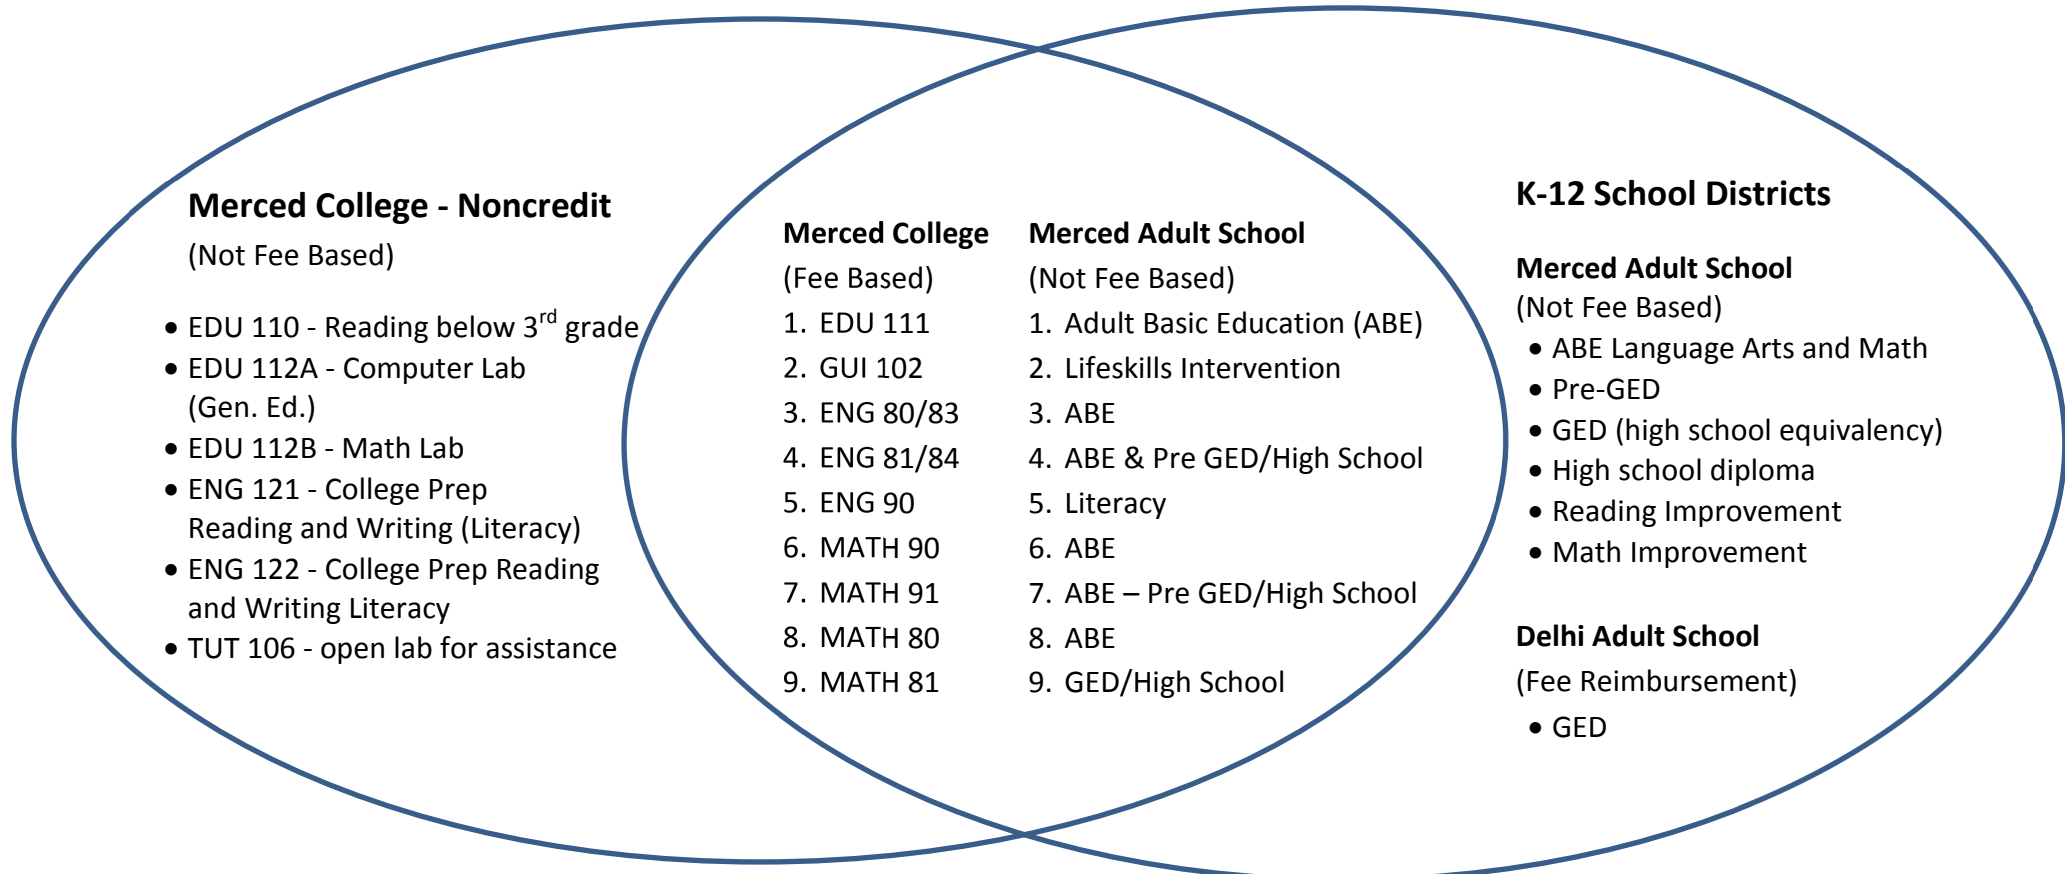 Merced College - Noncredit
(Not Fee Based)
• EDU 110 - Reading below 3rd grade
• EDU 112A - Computer Lab
(Gen. Ed.)
• EDU 112B - Math Lab
• ENG 121 - College Prep
Reading and Writing (Literacy)
• ENG 122 - College Prep Reading
and Writing Literacy
• TUT 106 - open lab for assistance
Merced College
(Fee Based)
1. EDU 111
2. GUI 102
3. ENG 80/83
4. ENG 81/84
5. ENG 90
6. MATH 90
7. MATH 91
8. MATH 80
9. MATH 81
Merced Adult School
(Not Fee Based)
1. Adult Basic Education (ABE)
2. Lifeskills Intervention
3. ABE
4. ABE & Pre GED/High School
5. Literacy
6. ABE
7. ABE – Pre GED/High School
8. ABE
9. GED/High School
K-12 School Districts
Merced Adult School
(Not Fee Based)
• ABE Language Arts and Math
• Pre-GED
• GED (high school equivalency)
• High school diploma
• Reading Improvement
• Math Improvement
Delhi Adult School
(Fee Reimbursement)
• GED